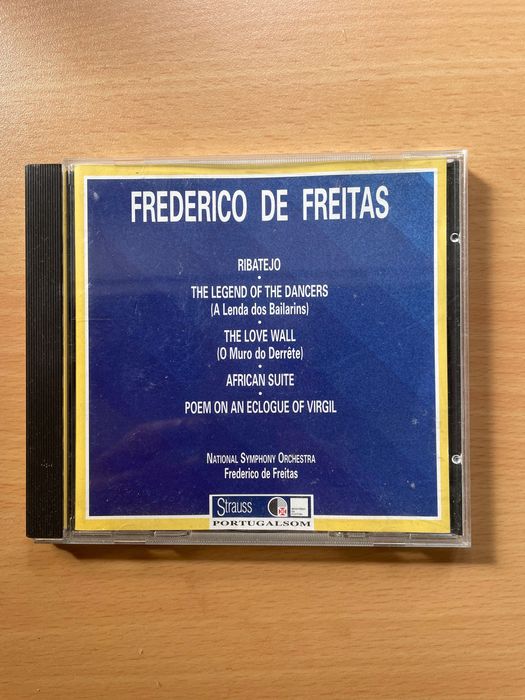 FREDERICO DE FREITAS
RIBATEJO
•
THE LEGEND OF THE DANCERS
(A Lenda dos Bailarins)
•
THE LOVE WALL
(O Muro do Derrête)
•
AFRICAN SUITE
•
POEM ON AN ECLOGUE OF VIRGIL
NATIONAL SYMPHONY ORCHESTRA
Frederico de Freitas
Strauss
PORTUGALSOM